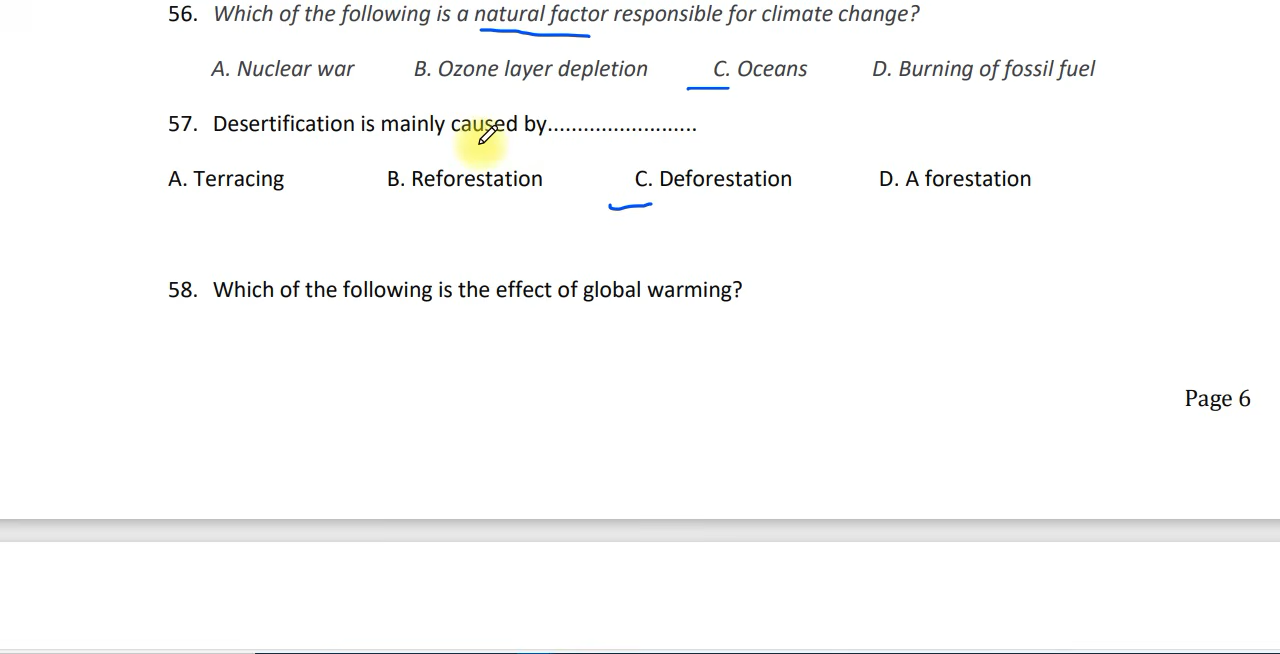 56. Which of the following is a natural factor responsible for climate change?
A. Nuclear war B. Ozone layer depletion C. Oceans D. Burning of fossil fuel
57. Desertification is mainly caused by.........................
A. Terracing B. Reforestation C. Deforestation D. A forestation
58. Which of the following is the effect of global warming?
Page 6